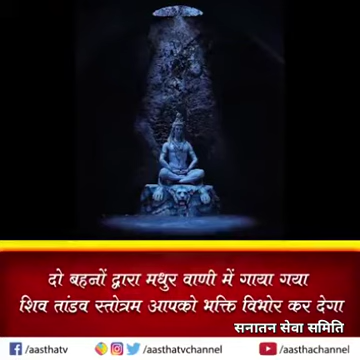 दो बहनों द्वारा मधुर वाणी में गाया गया
शिव तांडव स्तोत्रम आपको भक्ति विभोर कर देगा
सनातन सेवा समिति
/aasthatv /aasthatvchannel /aasthachannel